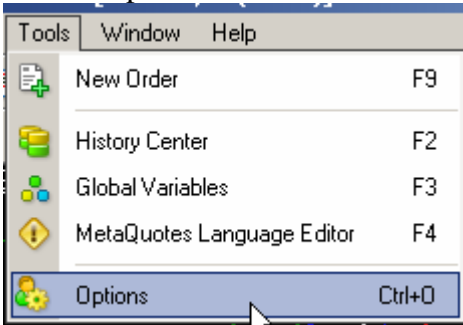 Tools Window Help
New Order F9
History Center F2
Global Variables F3
MetaQuotes Language Editor F4
Options Ctrl+O